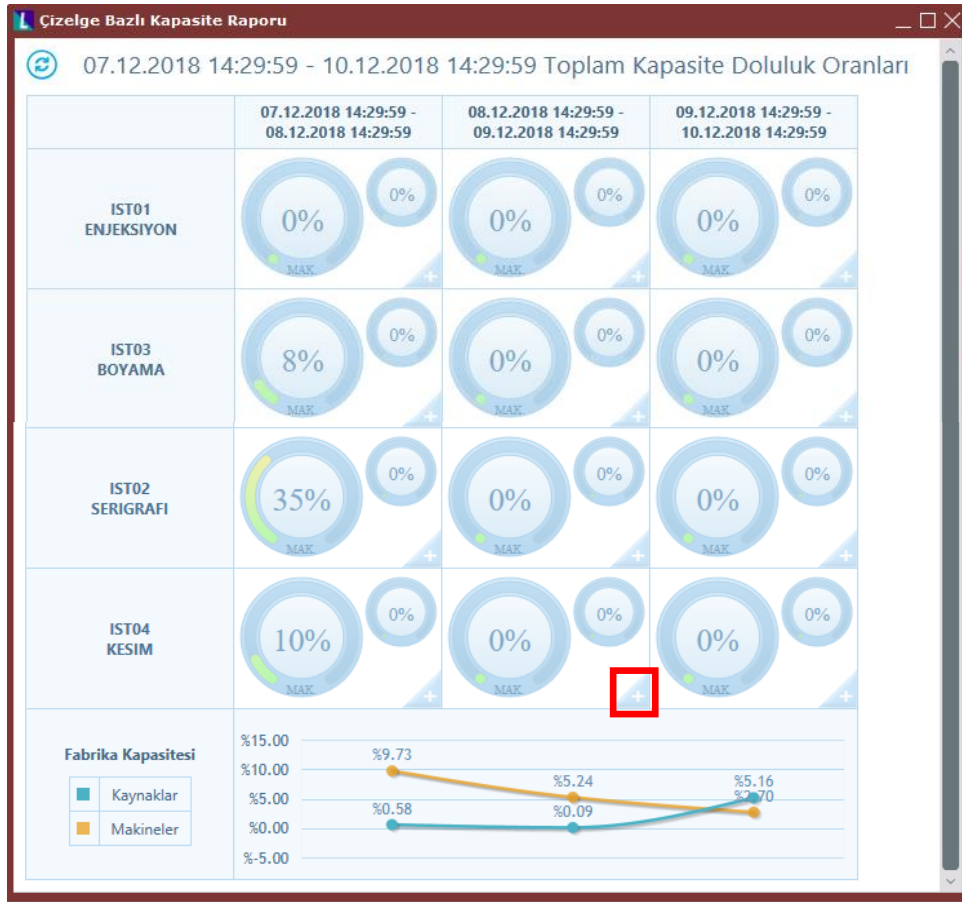 Çizelge Bazlı Kapasite Raporu
07.12.2018 14:29:59 - 10.12.2018 14:29:59 Toplam Kapasite Doluluk Oranları
07.12.2018 14:29:59 -
08.12.2018 14:29:59
08.12.2018 14:29:59 -
09.12.2018 14:29:59
09.12.2018 14:29:59 -
10.12.2018 14:29:59
IST01
ENJEKSIYON
0%
0%
MAK
0%
0%
MAK
0%
0%
MAK
IST03
BOYAMA
8%
0%
MAK
0%
0%
MAK
0%
0%
MAK
IST02
SERIGRAFI
35%
0%
MAK
0%
0%
MAK
0%
0%
MAK
IST04
KESIM
10%
0%
MAK
0%
0%
MAK
0%
0%
MAK
Fabrika Kapasitesi
Kaynaklar
Makineler
%15.00
%10.00
%5.00
%0.00
%-5.00
%9.73
%5.24
%5.16
%2.70
%0.58
%0.09